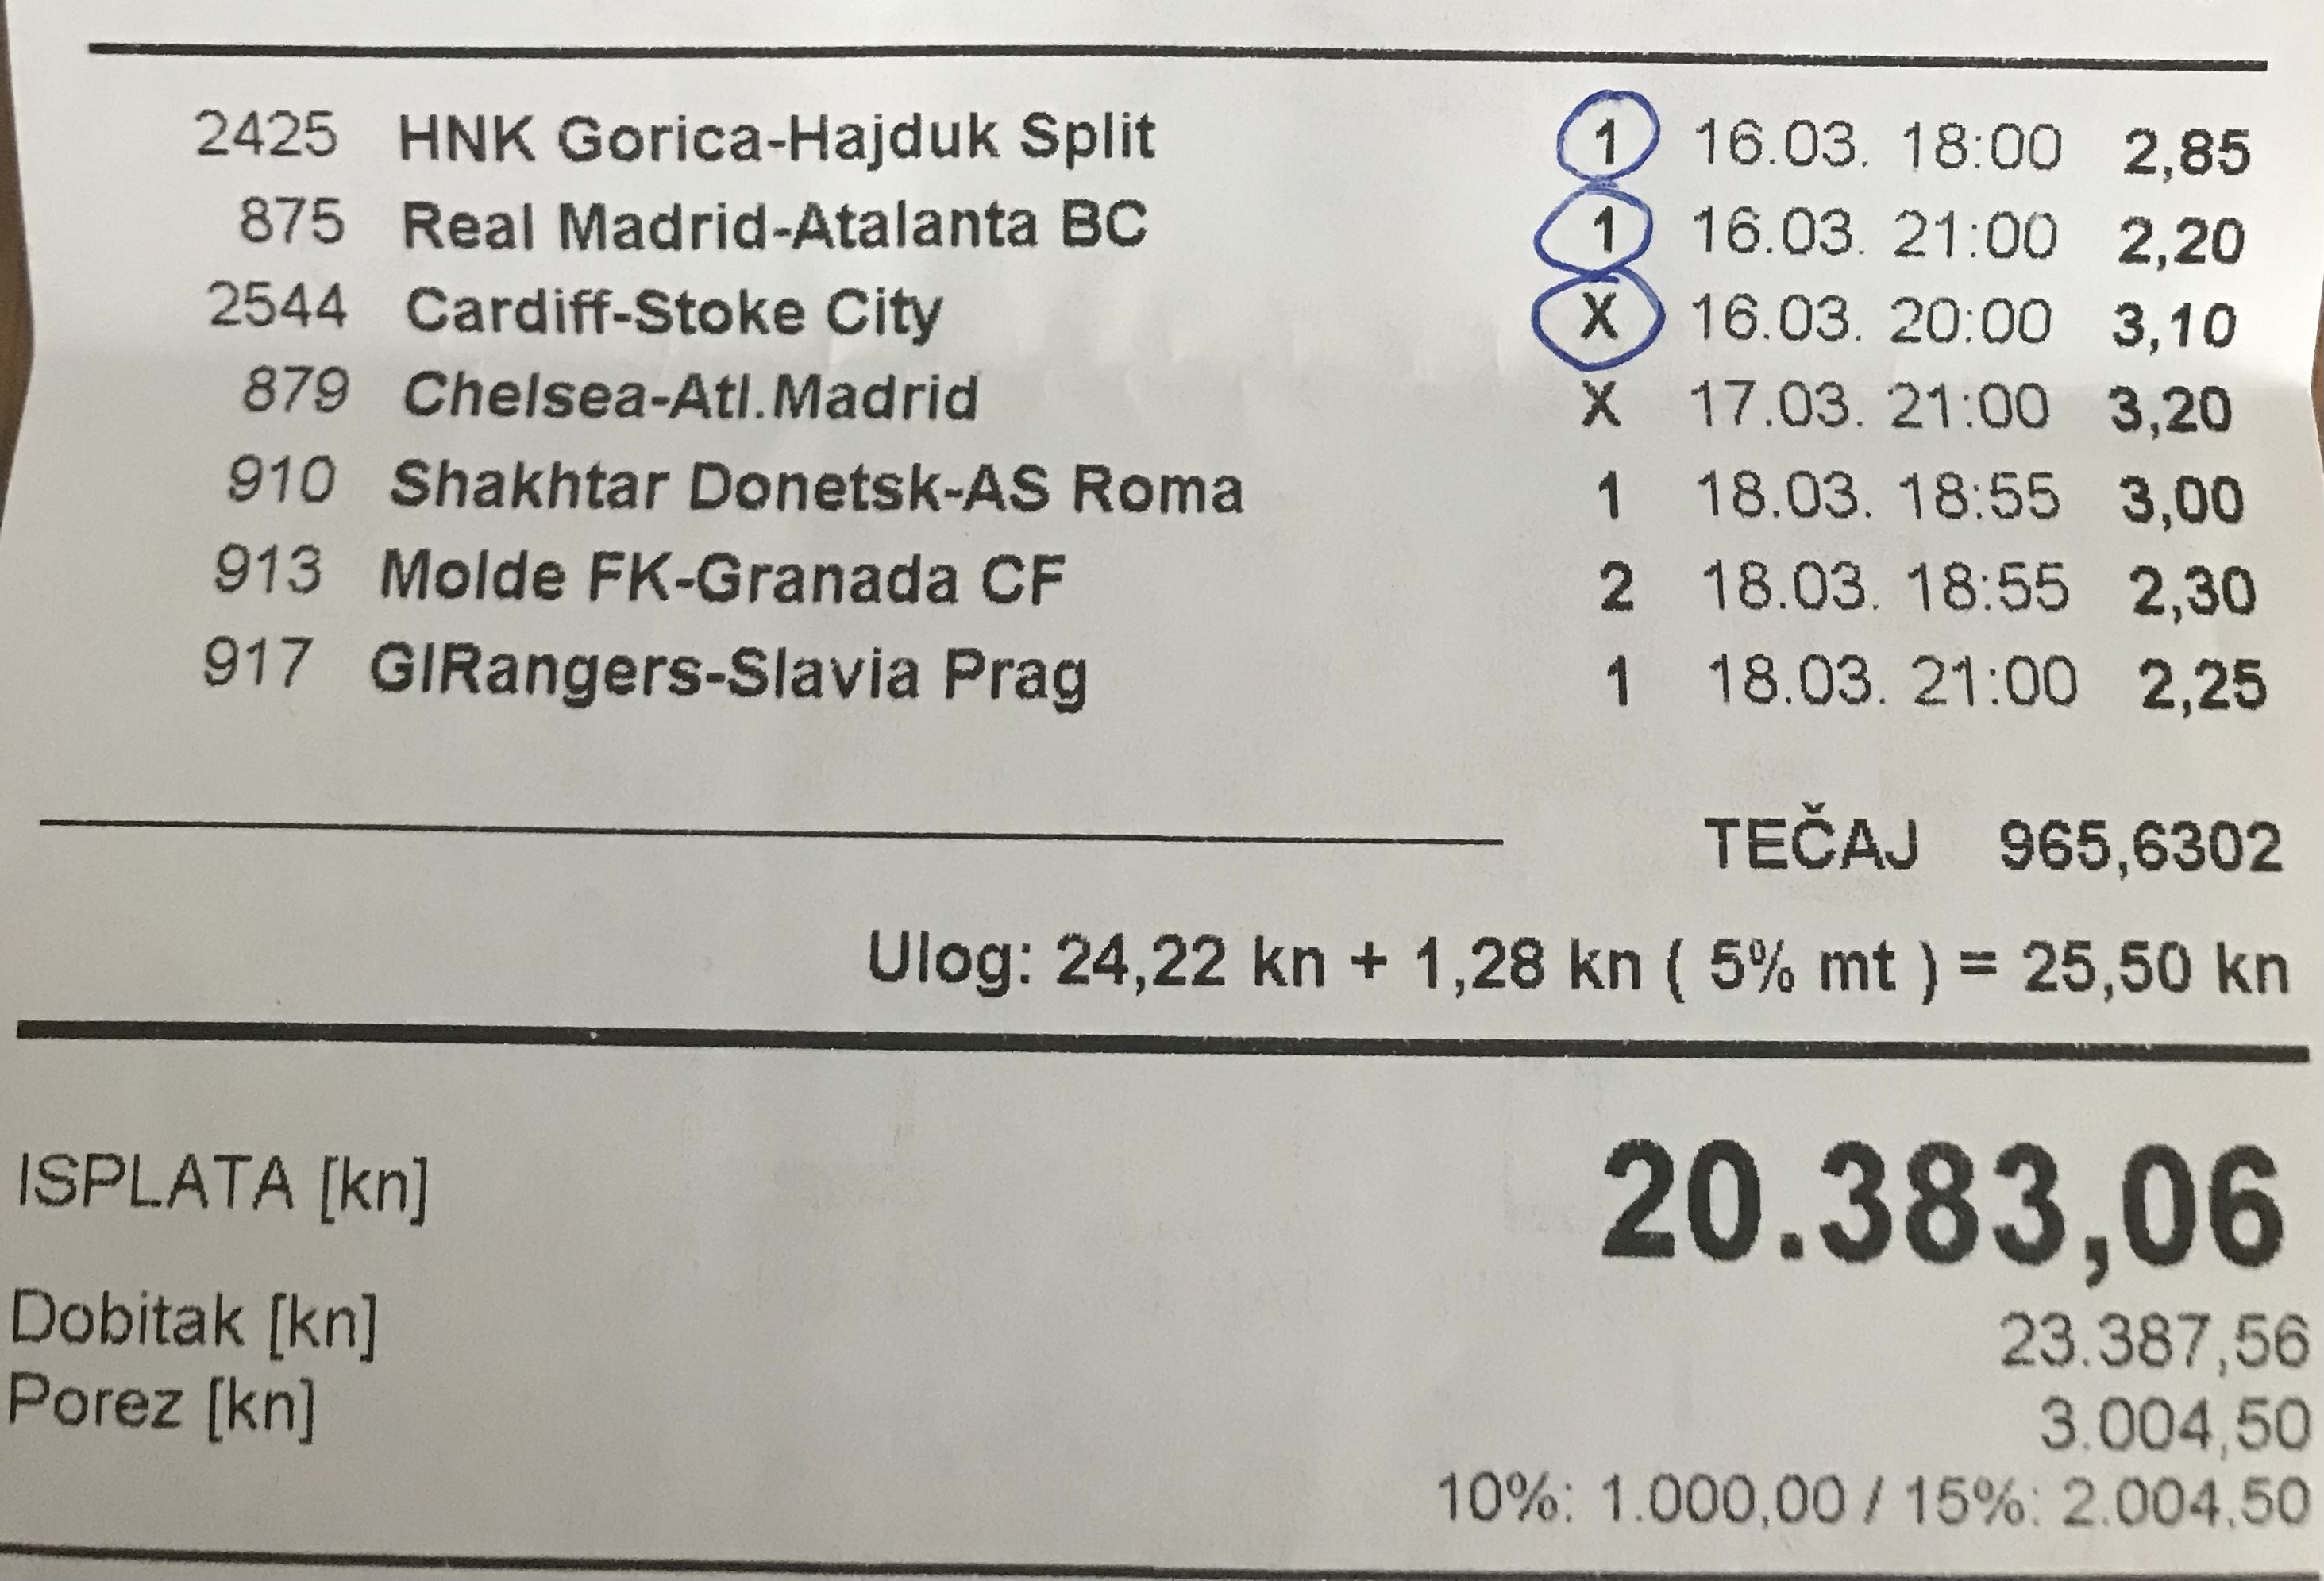 2425 HNK Gorica-Hajduk Split 1 16.03. 18:00 2,85
875 Real Madrid-Atalanta BC 1 16.03. 21:00 2,20
2544 Cardiff-Stoke City X 16.03. 20:00 3,10
879 Chelsea-Atl.Madrid X 17.03. 21:00 3,20
910 Shakhtar Donetsk-AS Roma 1 18.03. 18:55 3,00
913 Molde FK-Granada CF 2 18.03. 18:55 2,30
917 GlRangers-Slavia Prag 1 18.03. 21:00 2,25
TEČAJ 965,6302
Ulog: 24,22 kn + 1,28 kn ( 5% mt ) = 25,50 kn
ISPLATA [kn] 20.383,06
Dobitak [kn] 23.387,56
Porez [kn] 3.004,50
10%: 1.000,00 / 15%: 2.004,50